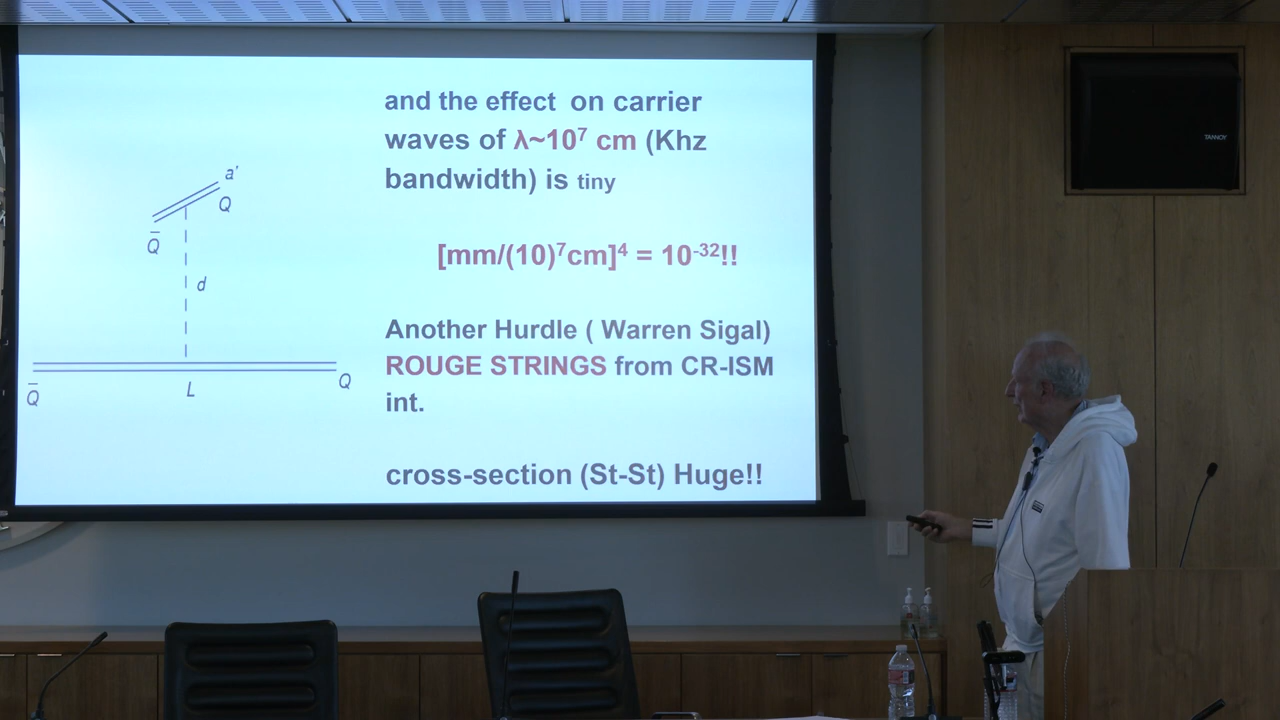 and the effect on carrier
waves of λ~10⁷ cm (Khz
bandwidth) is tiny
[mm/(10)⁷cm]⁴ = 10⁻³²!!
Another Hurdle ( Warren Sigal)
ROUGE STRINGS from CR-ISM
int.
cross-section (St-St) Huge!!
a'
Q
Q̅
d
L
Q̅
Q
TANNOY